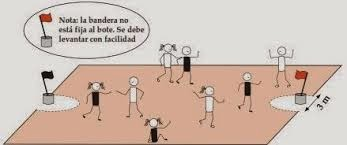 Nota: la bandera no
está fija al bote. Se debe
levantar con facilidad
3 m